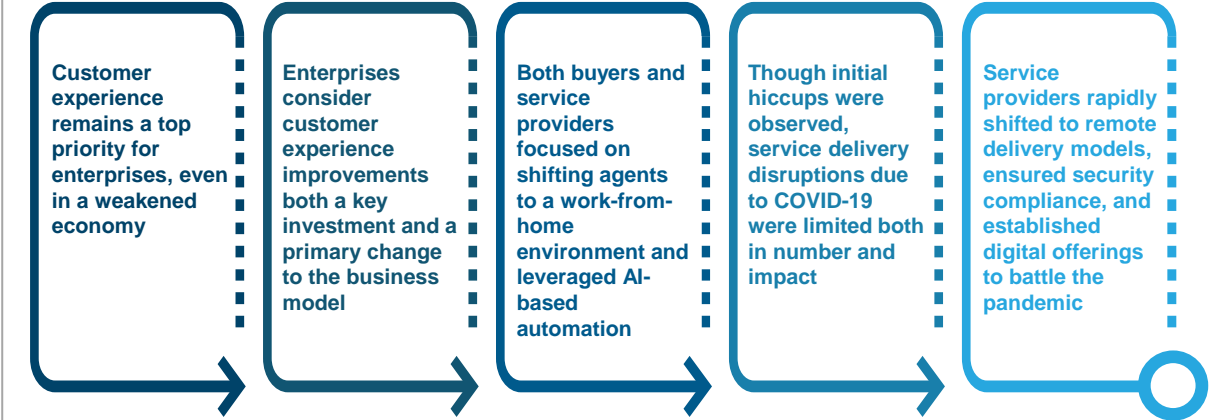 Customer
experience
remains a top
priority for
enterprises, even
in a weakened
economy
Enterprises
consider
customer
experience
improvements
both a key
investment and a
primary change
to the business
model
Both buyers and
service
providers
focused on
shifting agents
to a work-from-
home
environment and
leveraged AI-
based
automation
Though initial
hiccups were
observed,
service delivery
disruptions due
to COVID-19
were limited both
in number and
impact
Service
providers rapidly
shifted to remote
delivery models,
ensured security
compliance, and
established
digital offerings
to battle the
pandemic